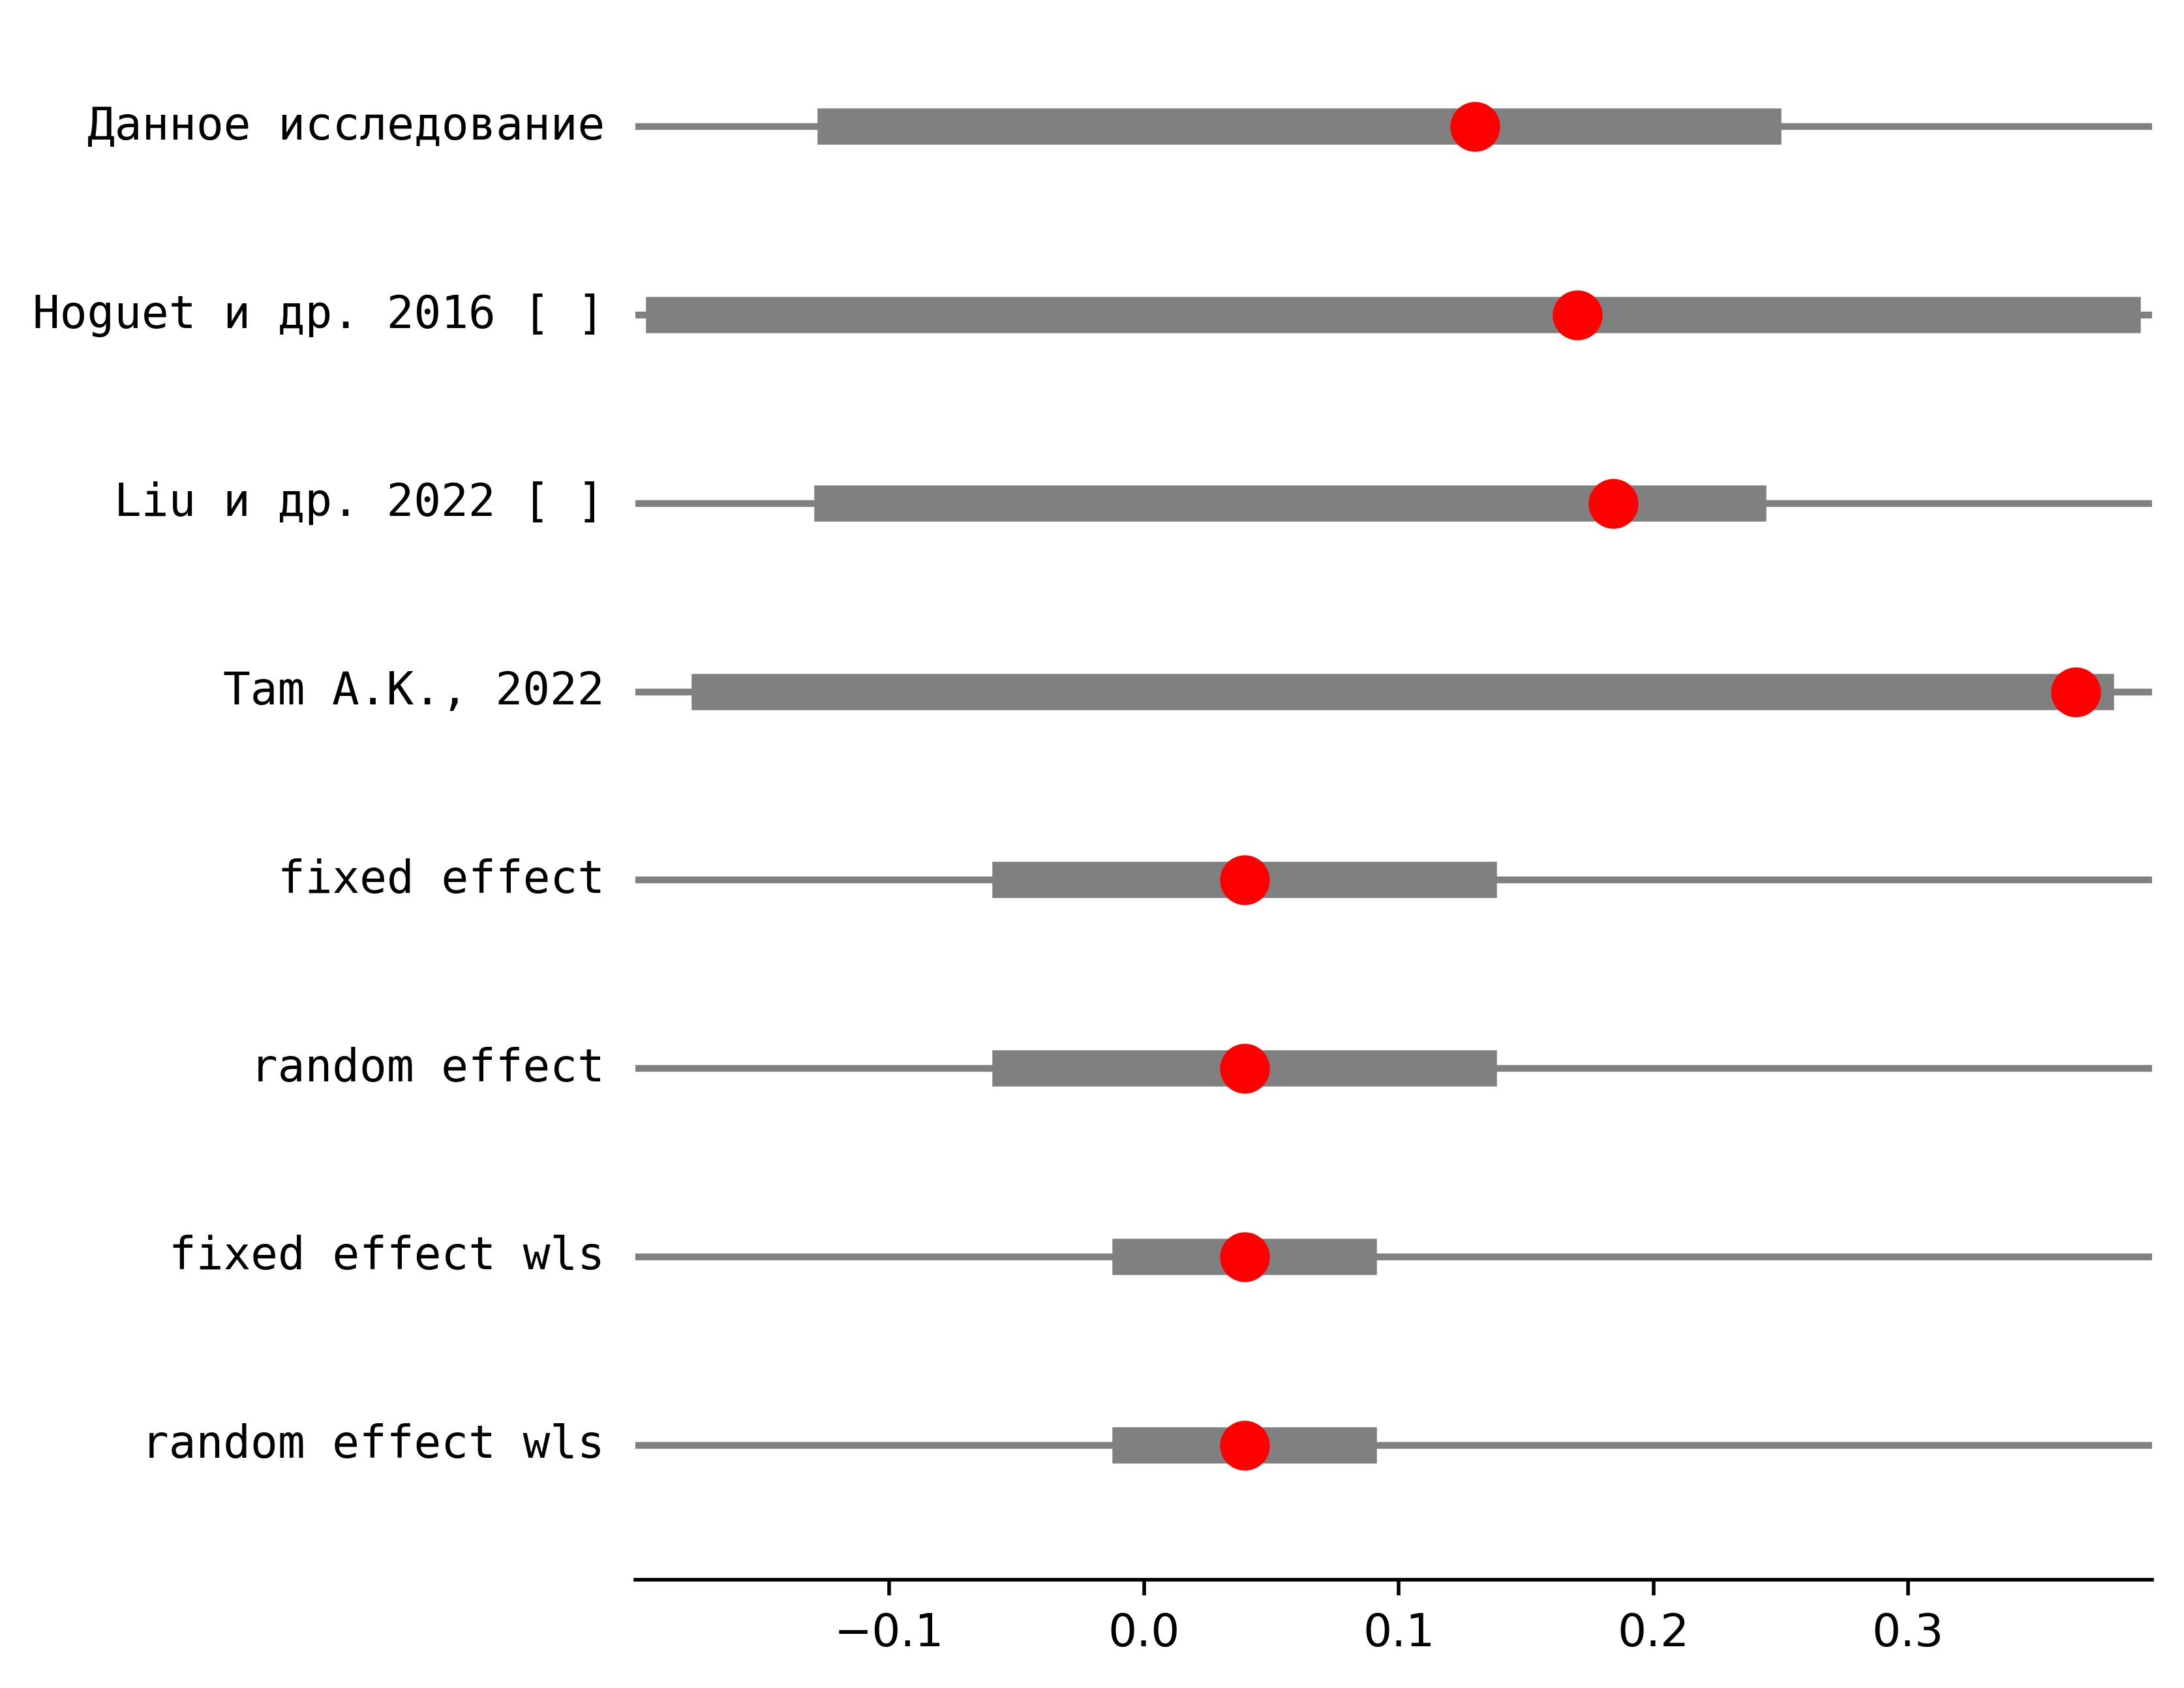 Данное исследование
Hoguet и др. 2016 [ ]
Liu и др. 2022 [ ]
Tam A.K., 2022
fixed effect
random effect
fixed effect wls
random effect wls
−0.1 0.0 0.1 0.2 0.3